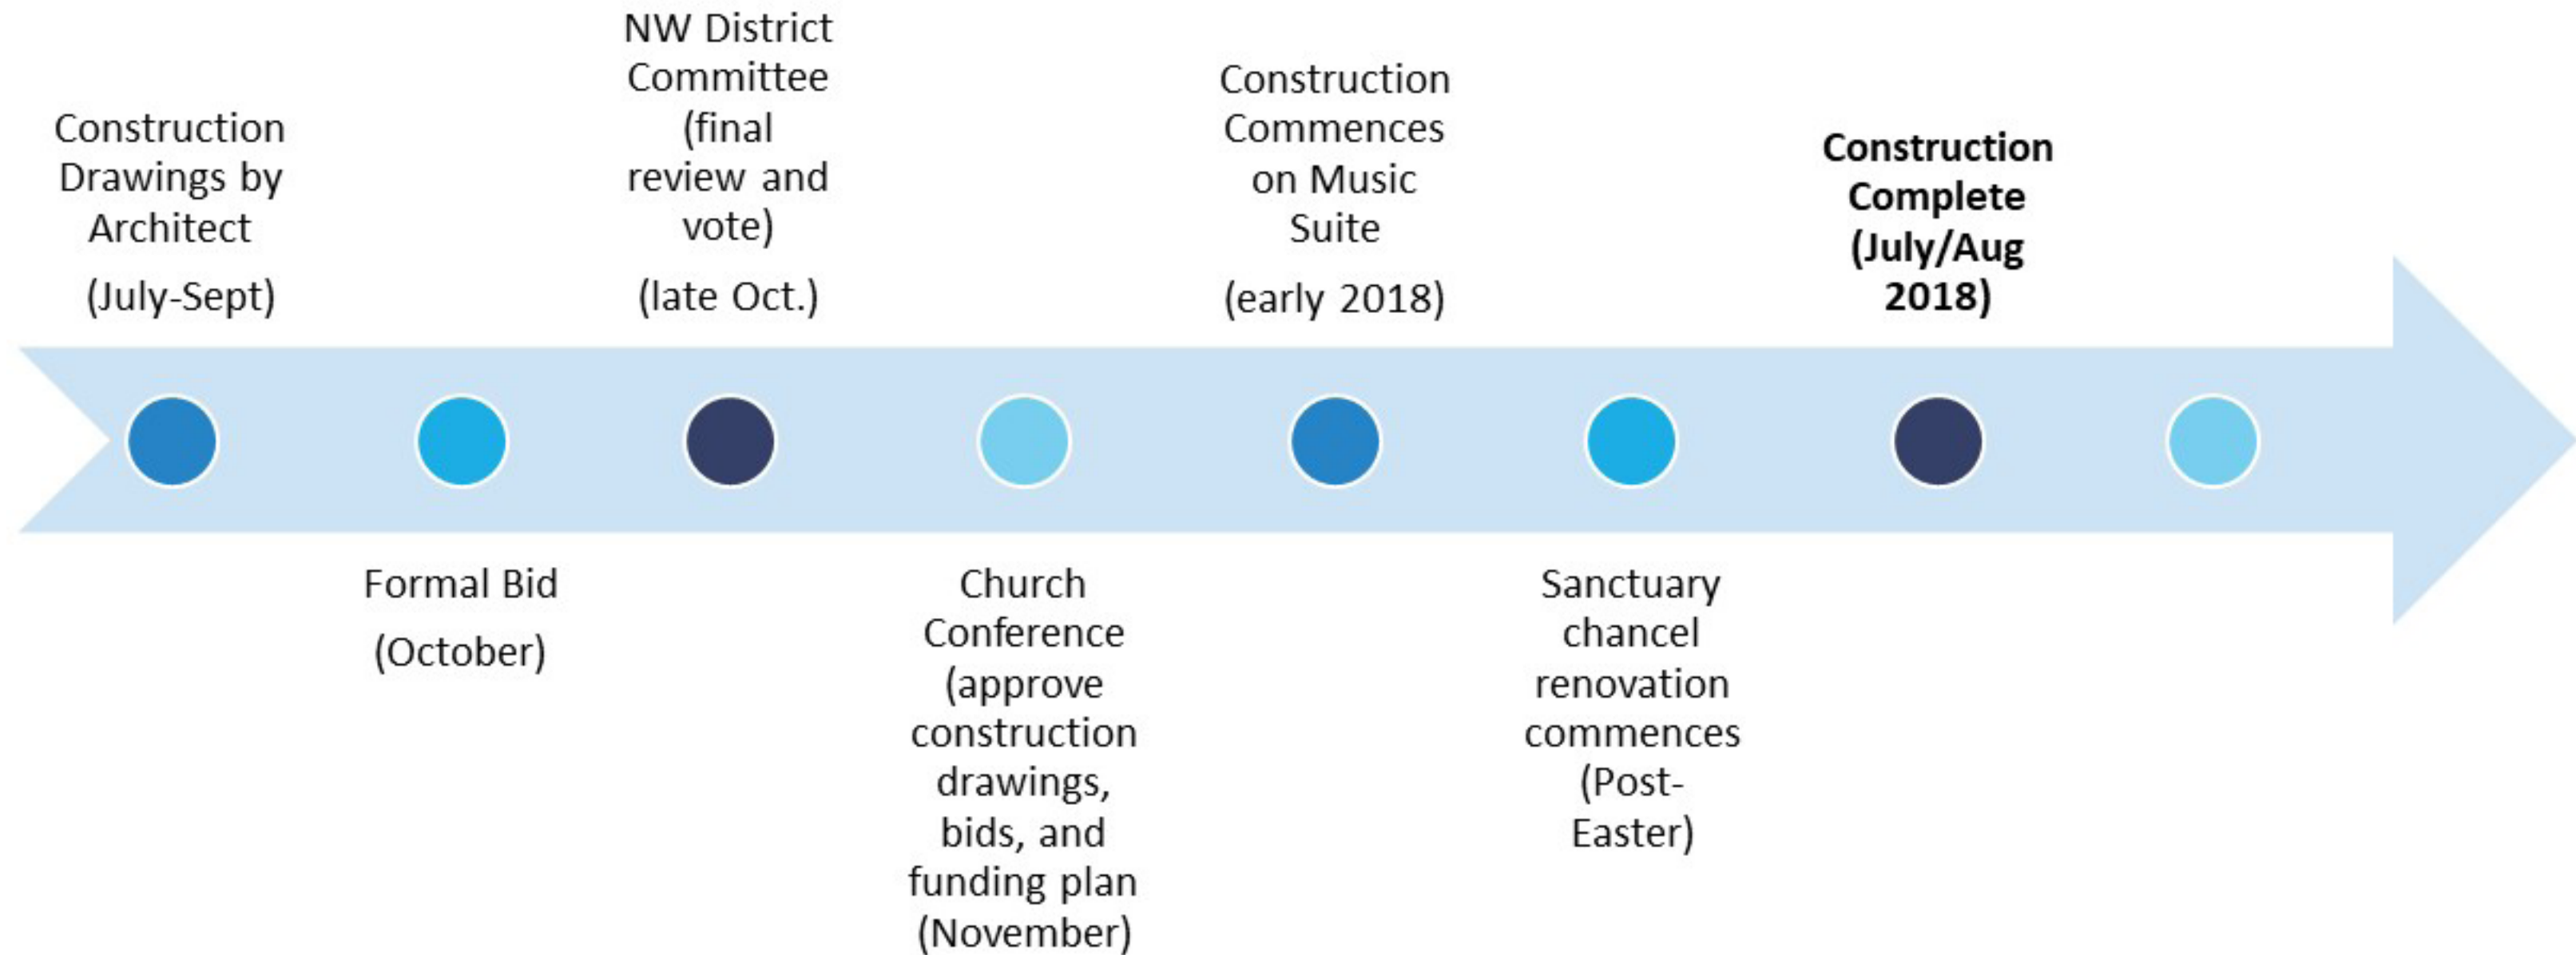 Construction
Drawings by
Architect
(July-Sept)
Formal Bid
(October)
NW District
Committee
(final
review and
vote)
(late Oct.)
Church
Conference
(approve
construction
drawings,
bids, and
funding plan
(November)
Construction
Commences
on Music
Suite
(early 2018)
Sanctuary
chancel
renovation
commences
(Post-
Easter)
Construction
Complete
(July/Aug
2018)